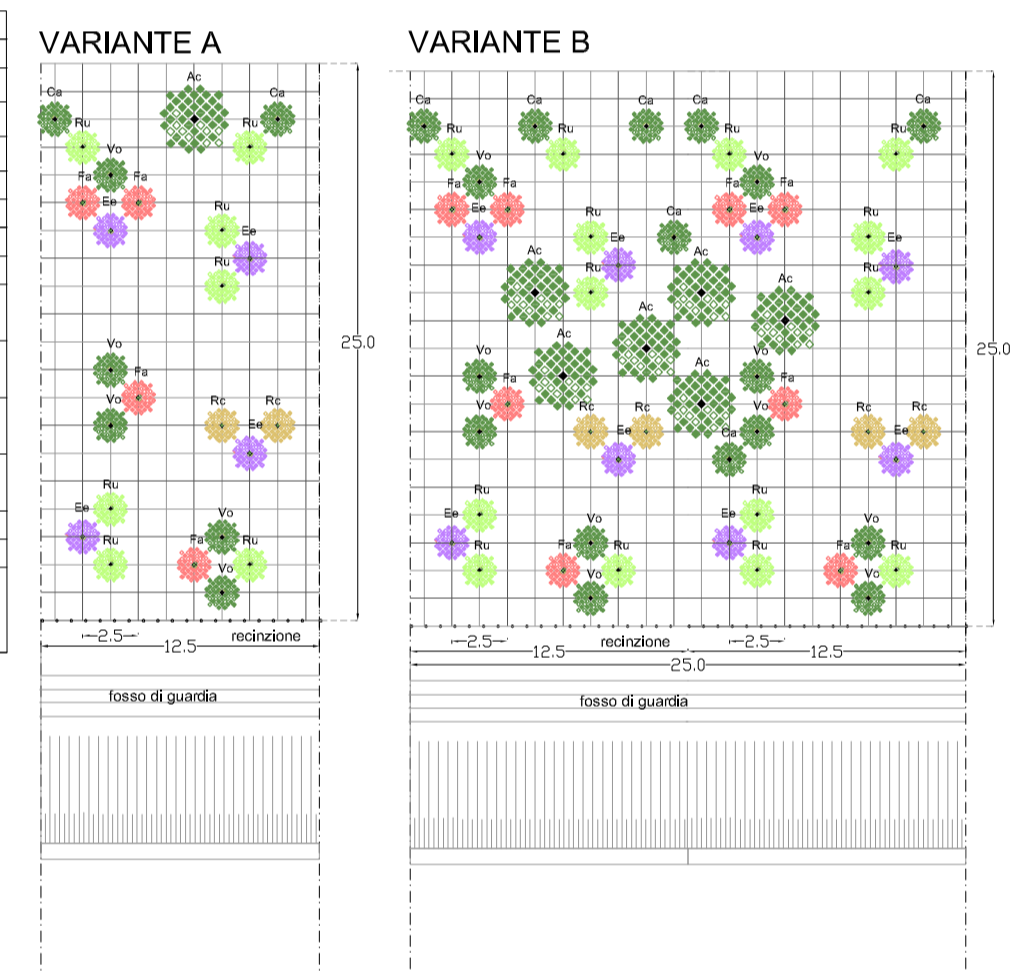 VARIANTE A
Ac
Ca
Ca
Ru
Ru
Vo
Fa
Fa
Ee
Ru
Ee
Ru
25.0
Vo
Fa
Vo
Rc
Rc
Ee
Ru
Ee
Vo
Ru
Fa
Ru
Vo
2.5
recinzione
12.5
fosso di guardia
VARIANTE B
Ca
Ca
Ca
Ca
Ca
Ru
Ru
Ru
Ru
Vo
Vo
Fa
Fa
Fa
Fa
Ee
Ee
Ru
Ca
Ru
Ee
Ee
Ac
Ac
Ru
Ru
Ac
Ac
25.0
Ac
Vo
Ac
Vo
Fa
Fa
Vo
Rc
Rc
Vo
Rc
Rc
Ee
Ca
Ee
Ru
Ru
Ee
Ee
Vo
Vo
Ru
Fa
Ru
Ru
Fa
Ru
Vo
Vo
2.5
recinzione
2.5
12.5
12.5
25.0
fosso di guardia